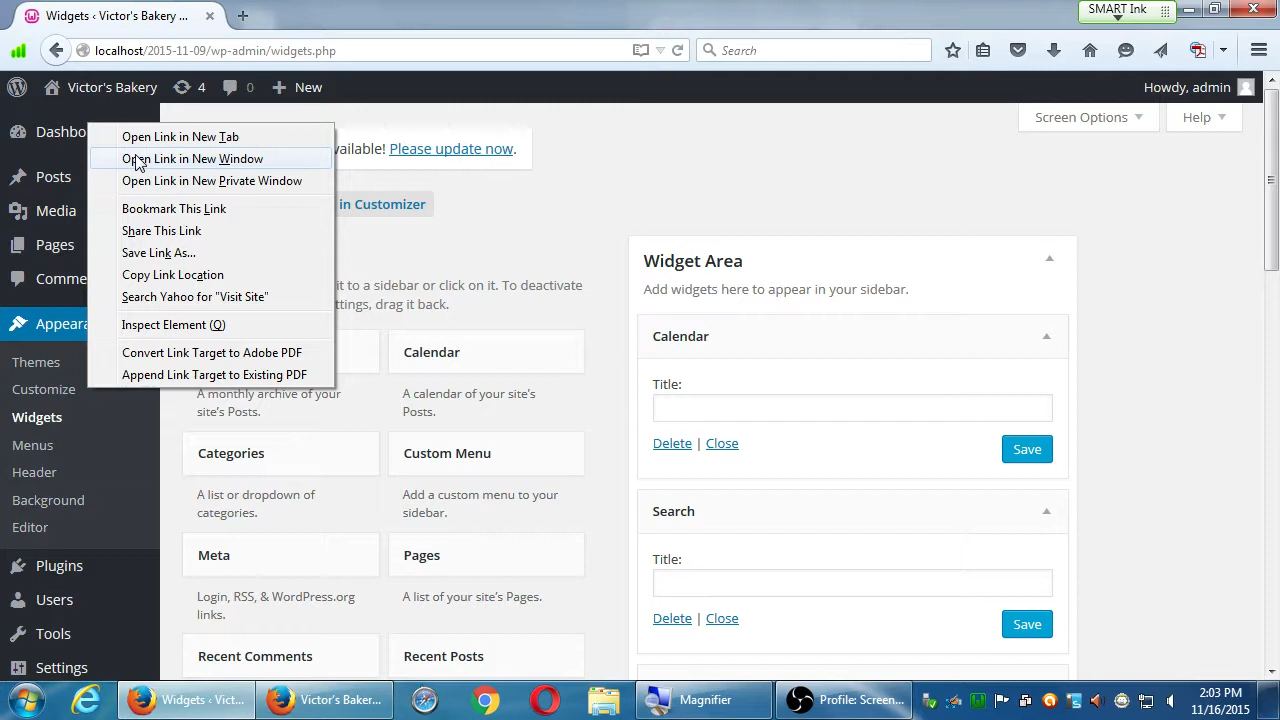 Widgets ‹ Victor's Bakery ...
SMART Ink
localhost/2015-11-09/wp-admin/widgets.php
Search
Victor's Bakery
4
0
New
Howdy, admin
Screen Options
Help
Dashbo
Posts
Media
Pages
Comme
Appeara
Themes
Customize
Widgets
Menus
Header
Background
Editor
Plugins
Users
Tools
Settings
Open Link in New Tab
Open Link in New Window
Open Link in New Private Window
Bookmark This Link
Share This Link
Save Link As...
Copy Link Location
Search Yahoo for "Visit Site"
Inspect Element (Q)
Convert Link Target to Adobe PDF
Append Link Target to Existing PDF
vailable! Please update now.
in Customizer
it to a sidebar or click on it. To deactivate
ttings, drag it back.
Calendar
A monthly archive of your
site's Posts.
A calendar of your site's
Posts.
Categories
Custom Menu
A list or dropdown of
categories.
Add a custom menu to your
sidebar.
Meta
Pages
Login, RSS, & WordPress.org
links.
A list of your site's Pages.
Recent Comments
Recent Posts
Widget Area
Add widgets here to appear in your sidebar.
Calendar
Title:
Delete | Close
Save
Search
Title:
Delete | Close
Save
Widgets ‹ Vict...
Victor's Bakery...
Magnifier
Profile: Screen...
2:03 PM
11/16/2015